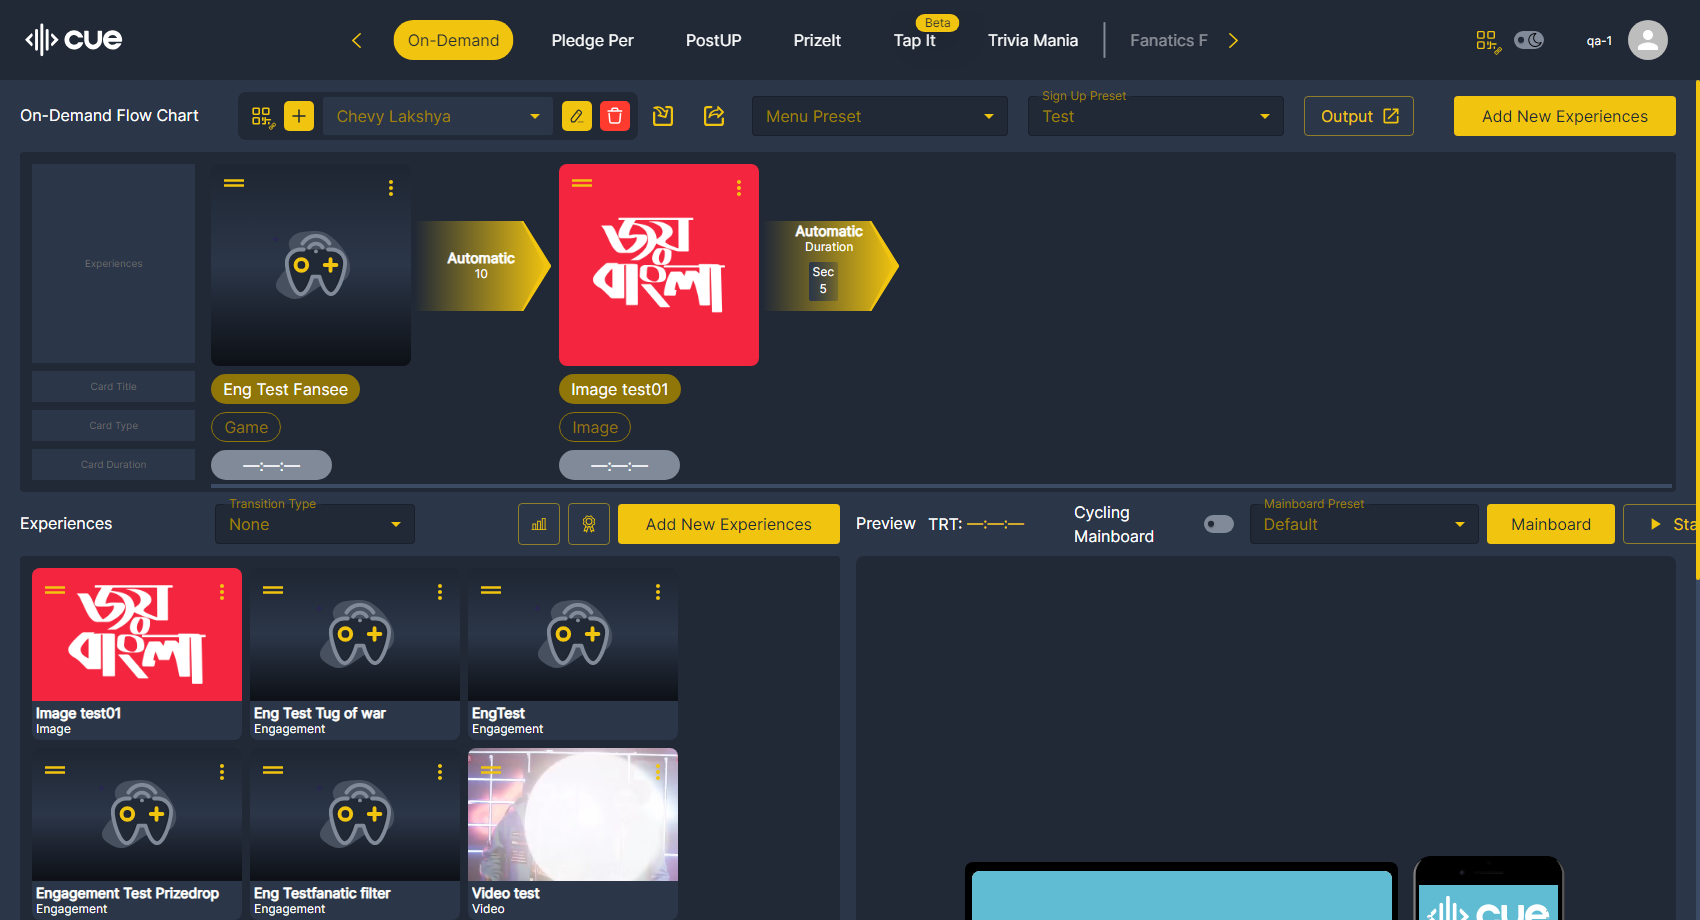 cue
On-Demand
Pledge Per
PostUP
PrizeIt
Beta
Tap It
Trivia Mania
Fanatics F
qa-1
On-Demand Flow Chart
Chevy Lakshya
Menu Preset
Sign Up Preset
Test
Output
Add New Experiences
Experiences
Automatic
10
জয়
বাংলা
Automatic
Duration
Sec
5
Card Title
Eng Test Fansee
Image test01
Card Type
Game
Image
Card Duration
—:—:—
—:—:—
Experiences
Transition Type
None
Add New Experiences
Preview
TRT: —:—:—
Cycling
Mainboard
Mainboard Preset
Default
Mainboard
Sta
জয়
বাংলা
Image test01
Image
Eng Test Tug of war
Engagement
EngTest
Engagement
Engagement Test Prizedrop
Engagement
Eng Testfanatic filter
Engagement
Video test
Video
cue